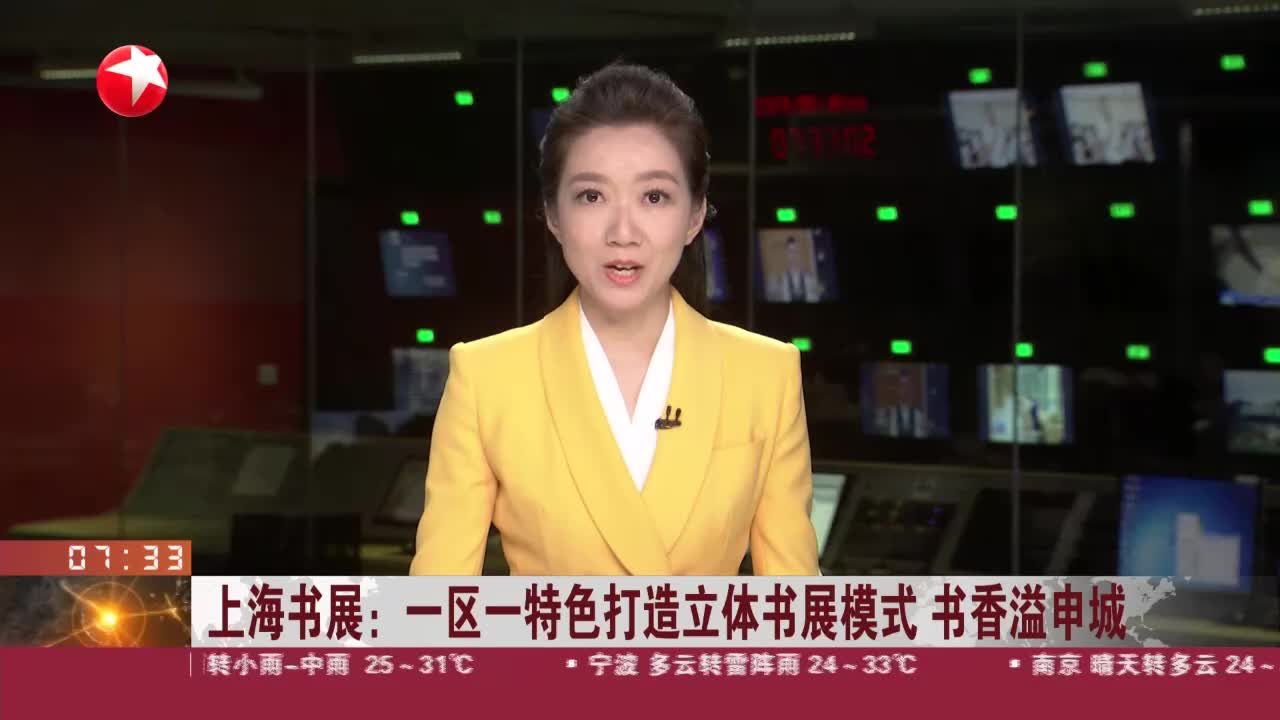 07:33
上海书展：一区一特色打造立体书展模式 书香溢申城
转小雨-中雨 25～31℃ ▪ 宁波 多云转雷阵雨 24～33℃ ▪ 南京 晴天转多云 24～